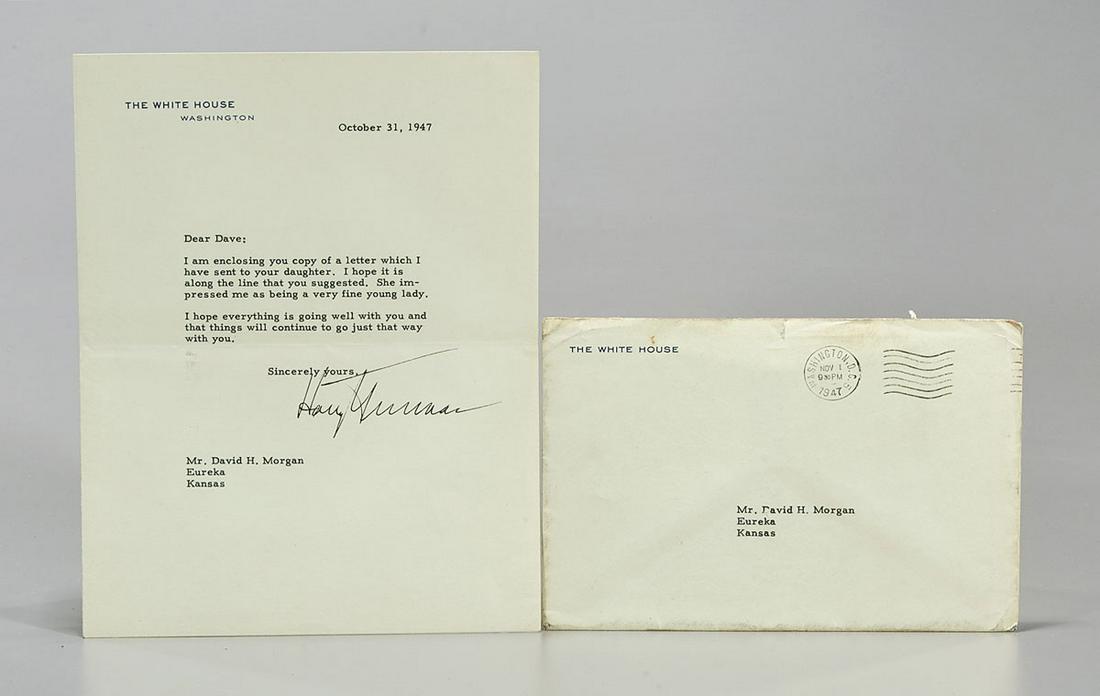 THE WHITE HOUSE
WASHINGTON
October 31, 1947
Dear Dave:
I am enclosing you copy of a letter which I
have sent to your daughter. I hope it is
along the line that you suggested. She im-
pressed me as being a very fine young lady.
I hope everything is going well with you and
that things will continue to go just that way
with you.
Sincerely yours,
Harry Truman
Mr. David H. Morgan
Eureka
Kansas
THE WHITE HOUSE
WASHINGTON, D.C.
NOV 1
930 PM
1947
Mr. David H. Morgan
Eureka
Kansas